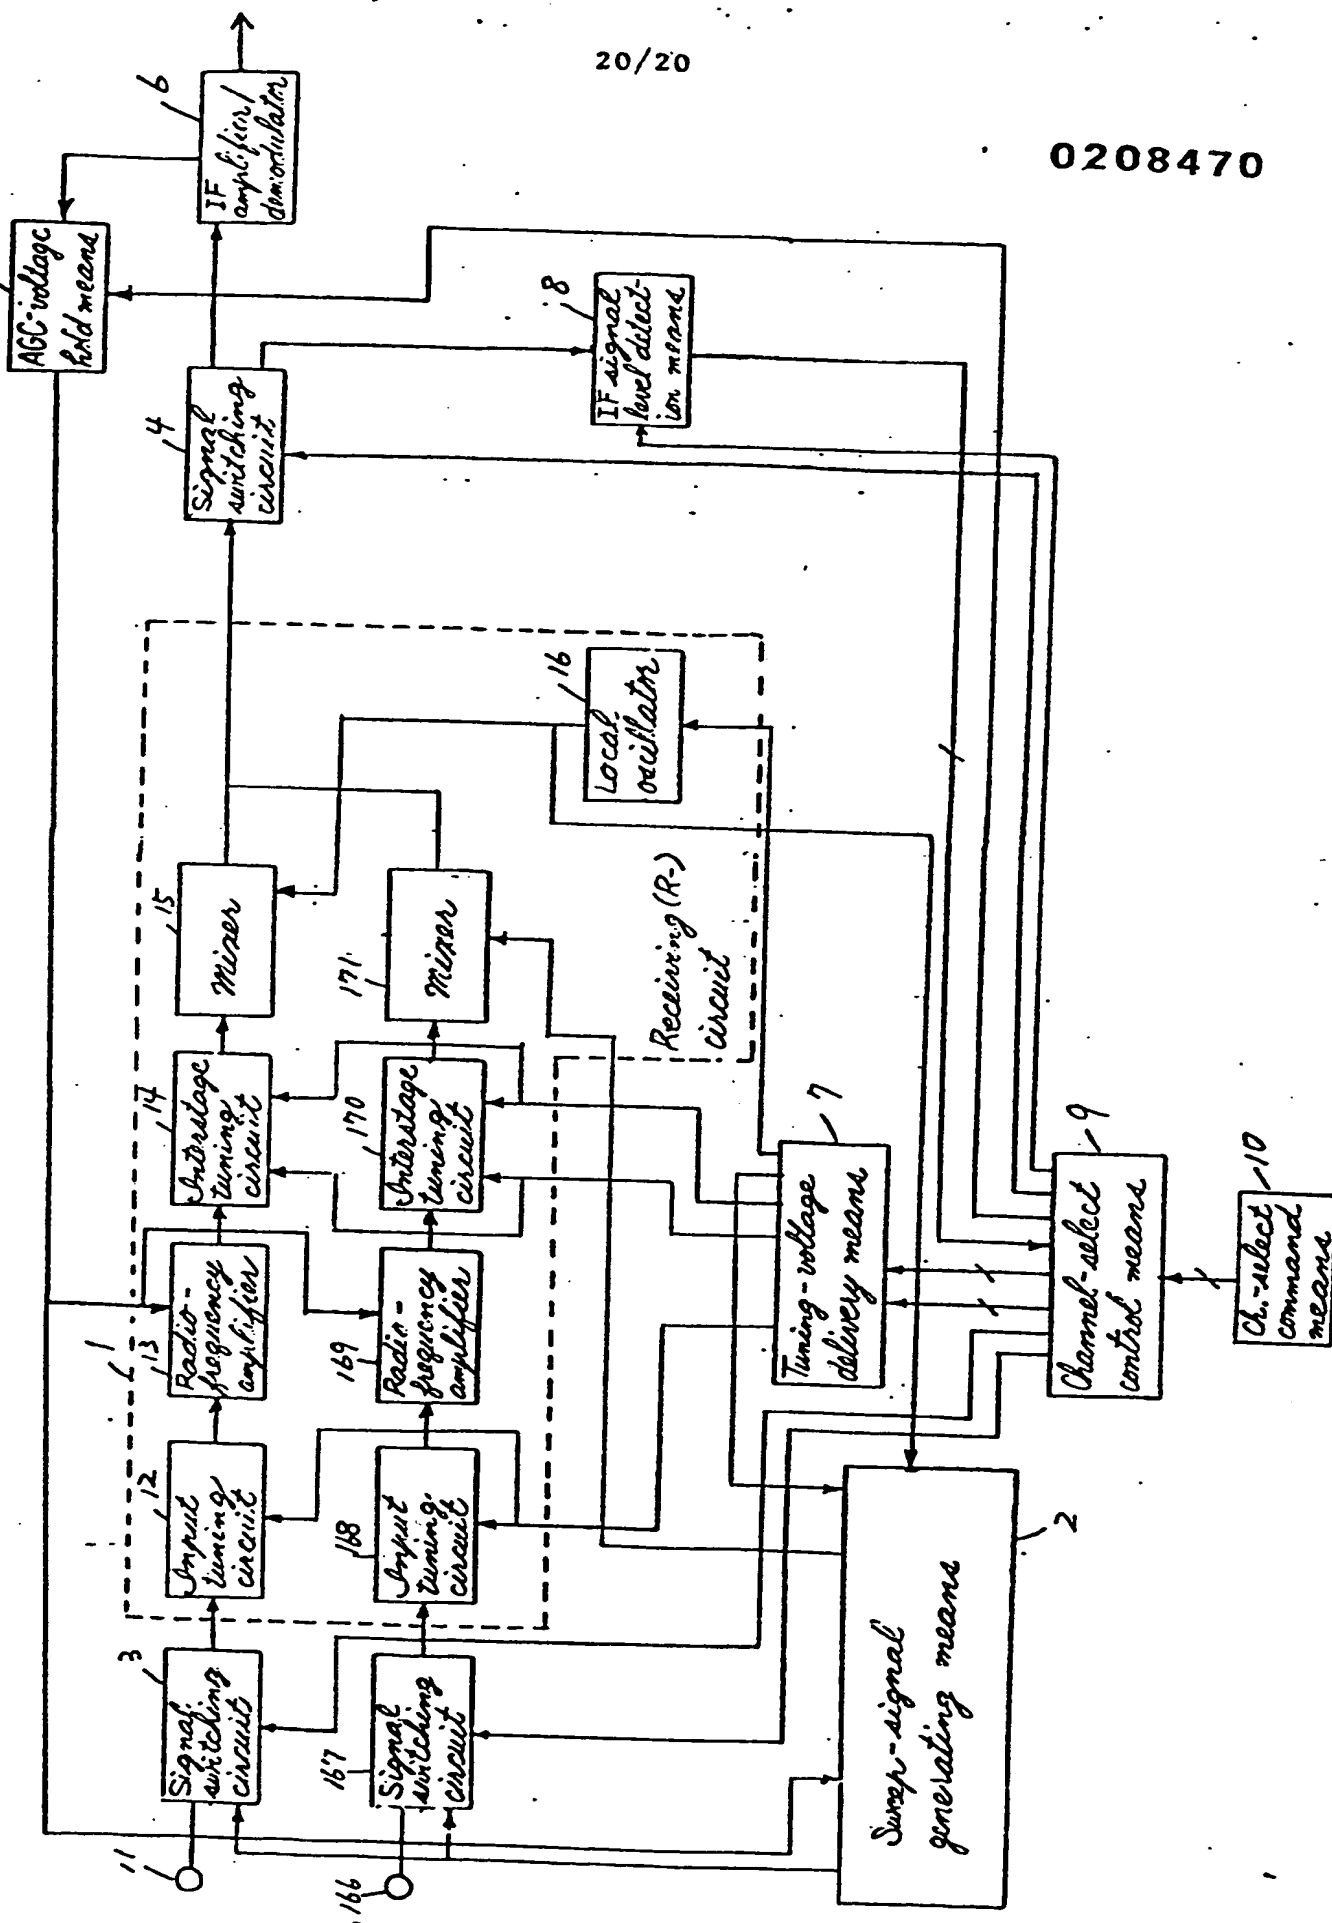 20/20
0208470
6
IF
amplifier/
demodulator
AGC-voltage
hold means
4
Signal
switching
circuit
8
IF signal
level detect-
ion means
16
Local
oscillator
15
Mixer
171
Mixer
Receiving (R-)
circuit
14
Interstage
tuning
circuit
170
Interstage
tuning
circuit
1
13
Radio-
frequency
amplifier
169
Radio-
frequency
amplifier
12
Input
tuning
circuit
168
Input
tuning
circuit
3
Signal
switching
circuit
167
Signal
switching
circuit
11
166
7
Tuning-voltage
delivery means
9
Channel-select
control means
10
Ch.-select
command
means
2
Sweep-signal
generating means